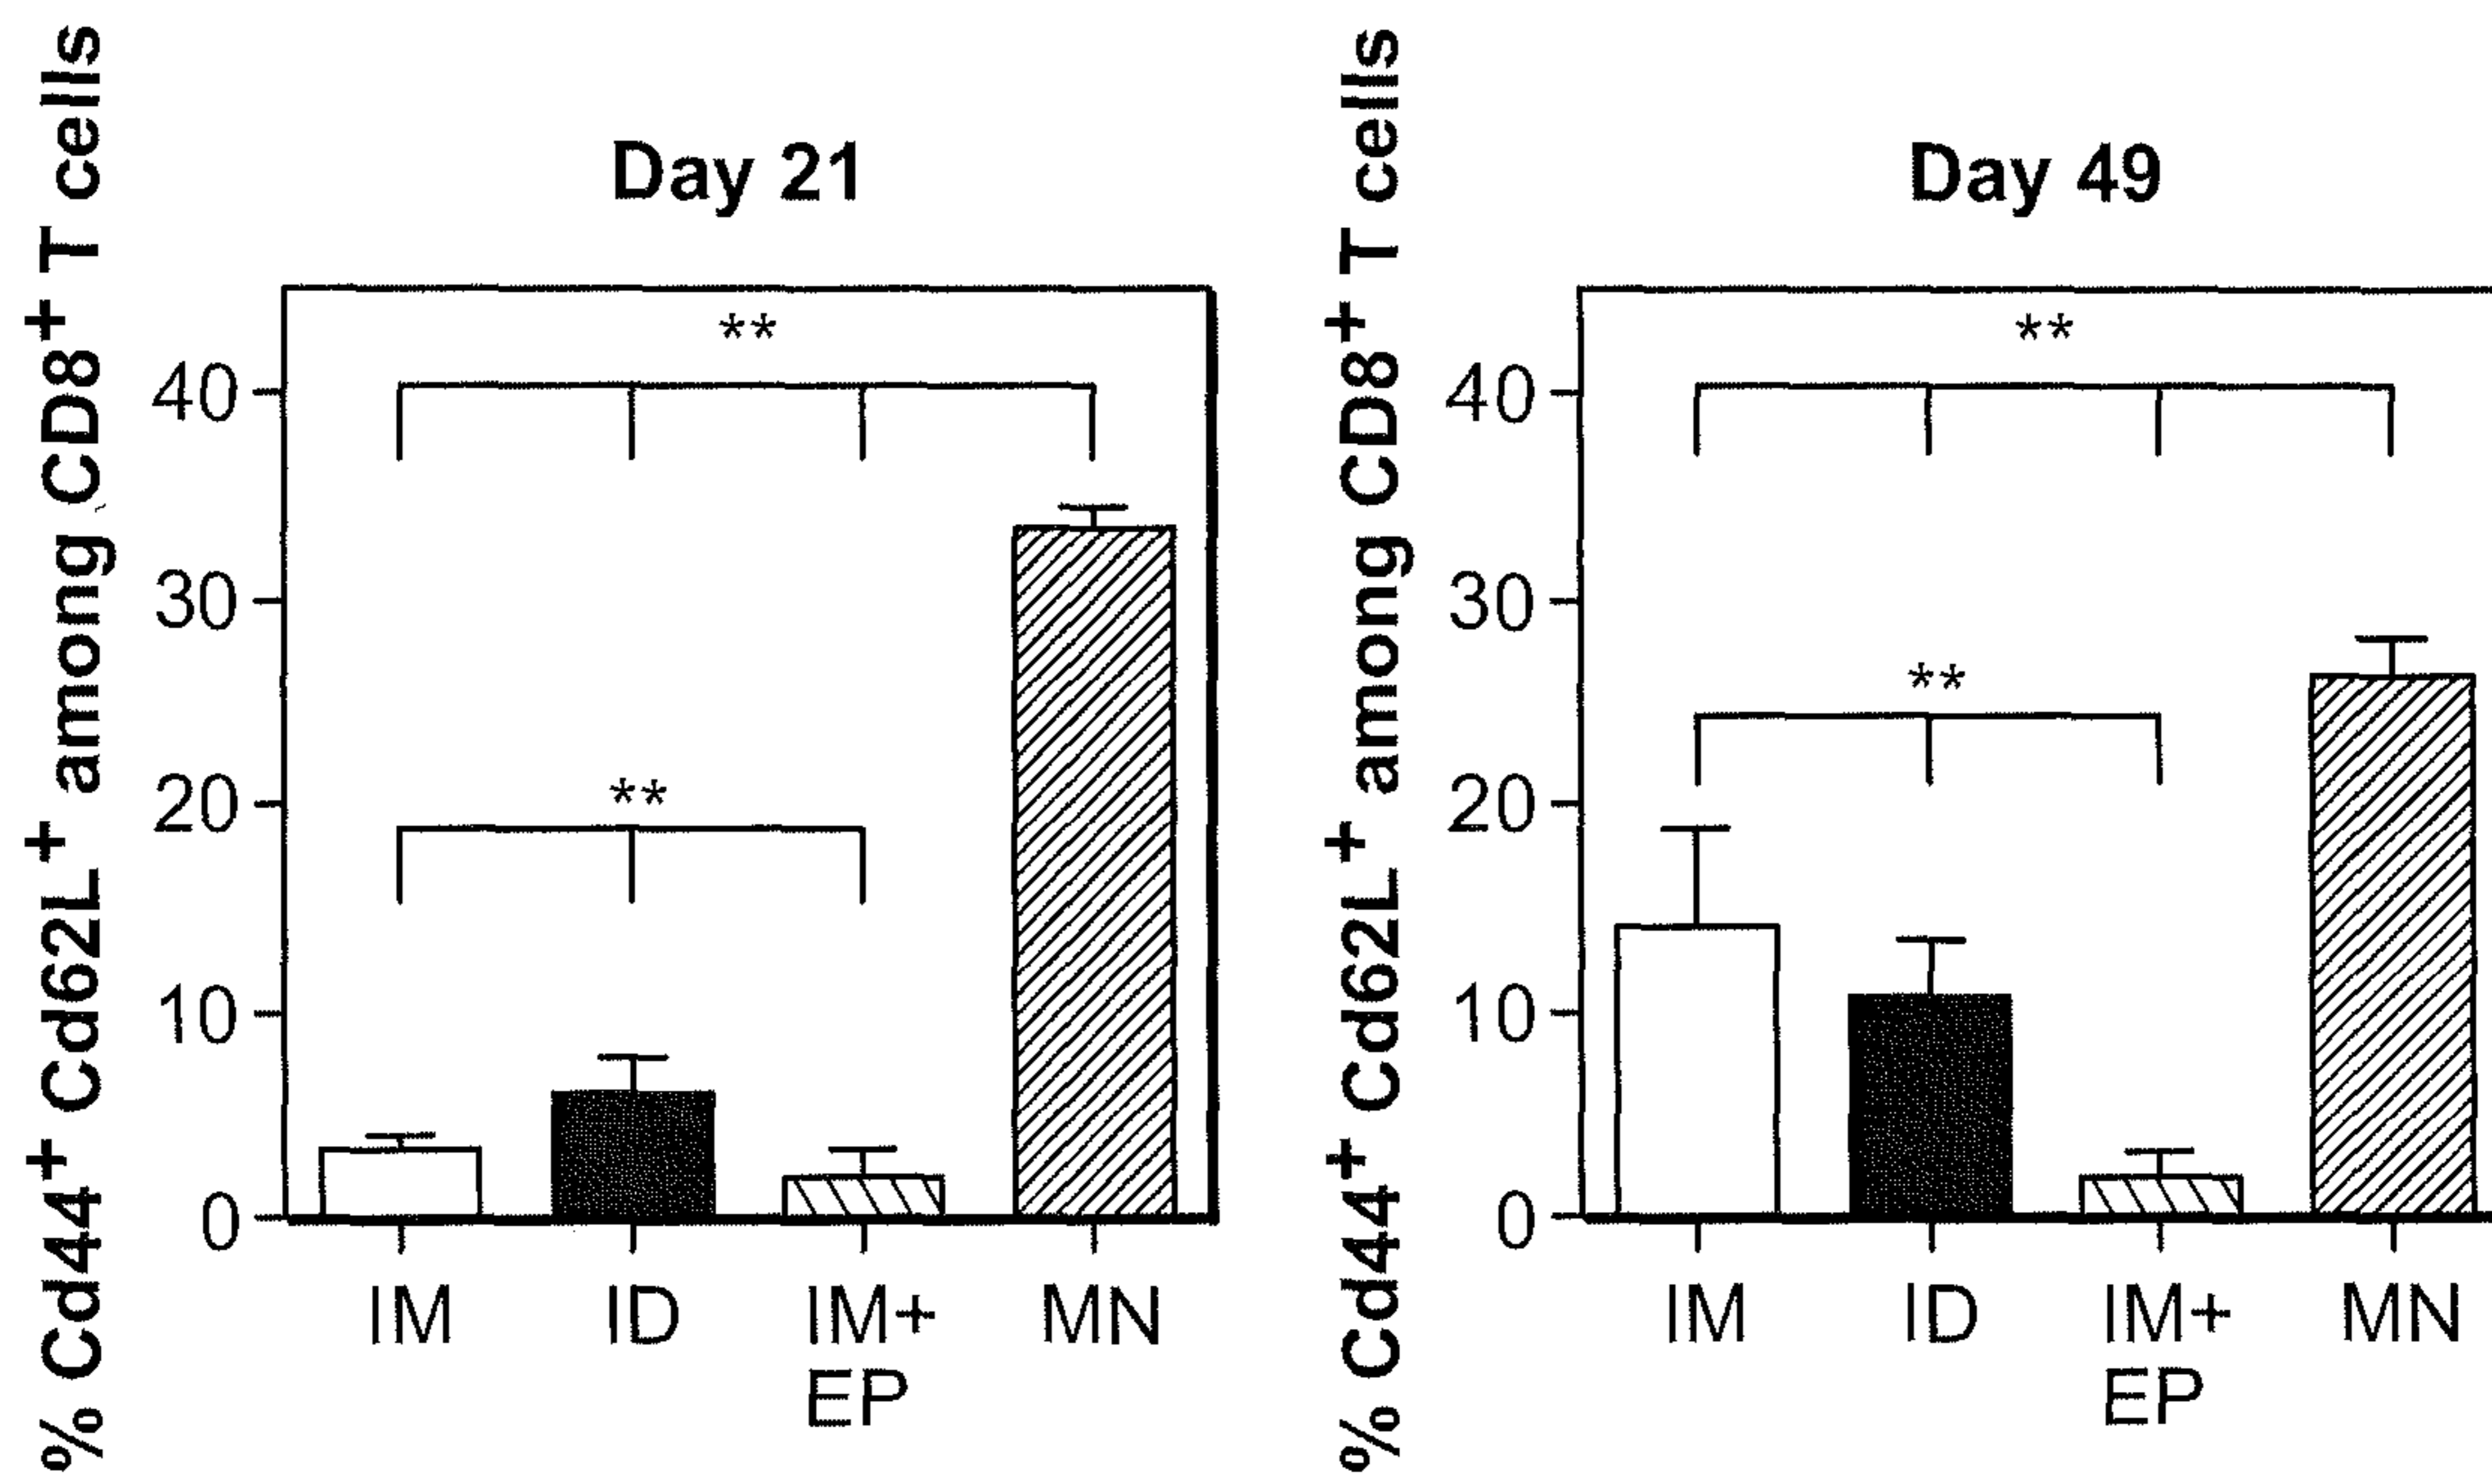 % Cd44+ Cd62L+ among CD8+ T cells
Day 21
**
40
30
**
20
10
0
IM ID IM+ MN
EP
% Cd44+ Cd62L+ among CD8+ T cells
Day 49
**
40
30
**
20
10
0
IM ID IM+ MN
EP